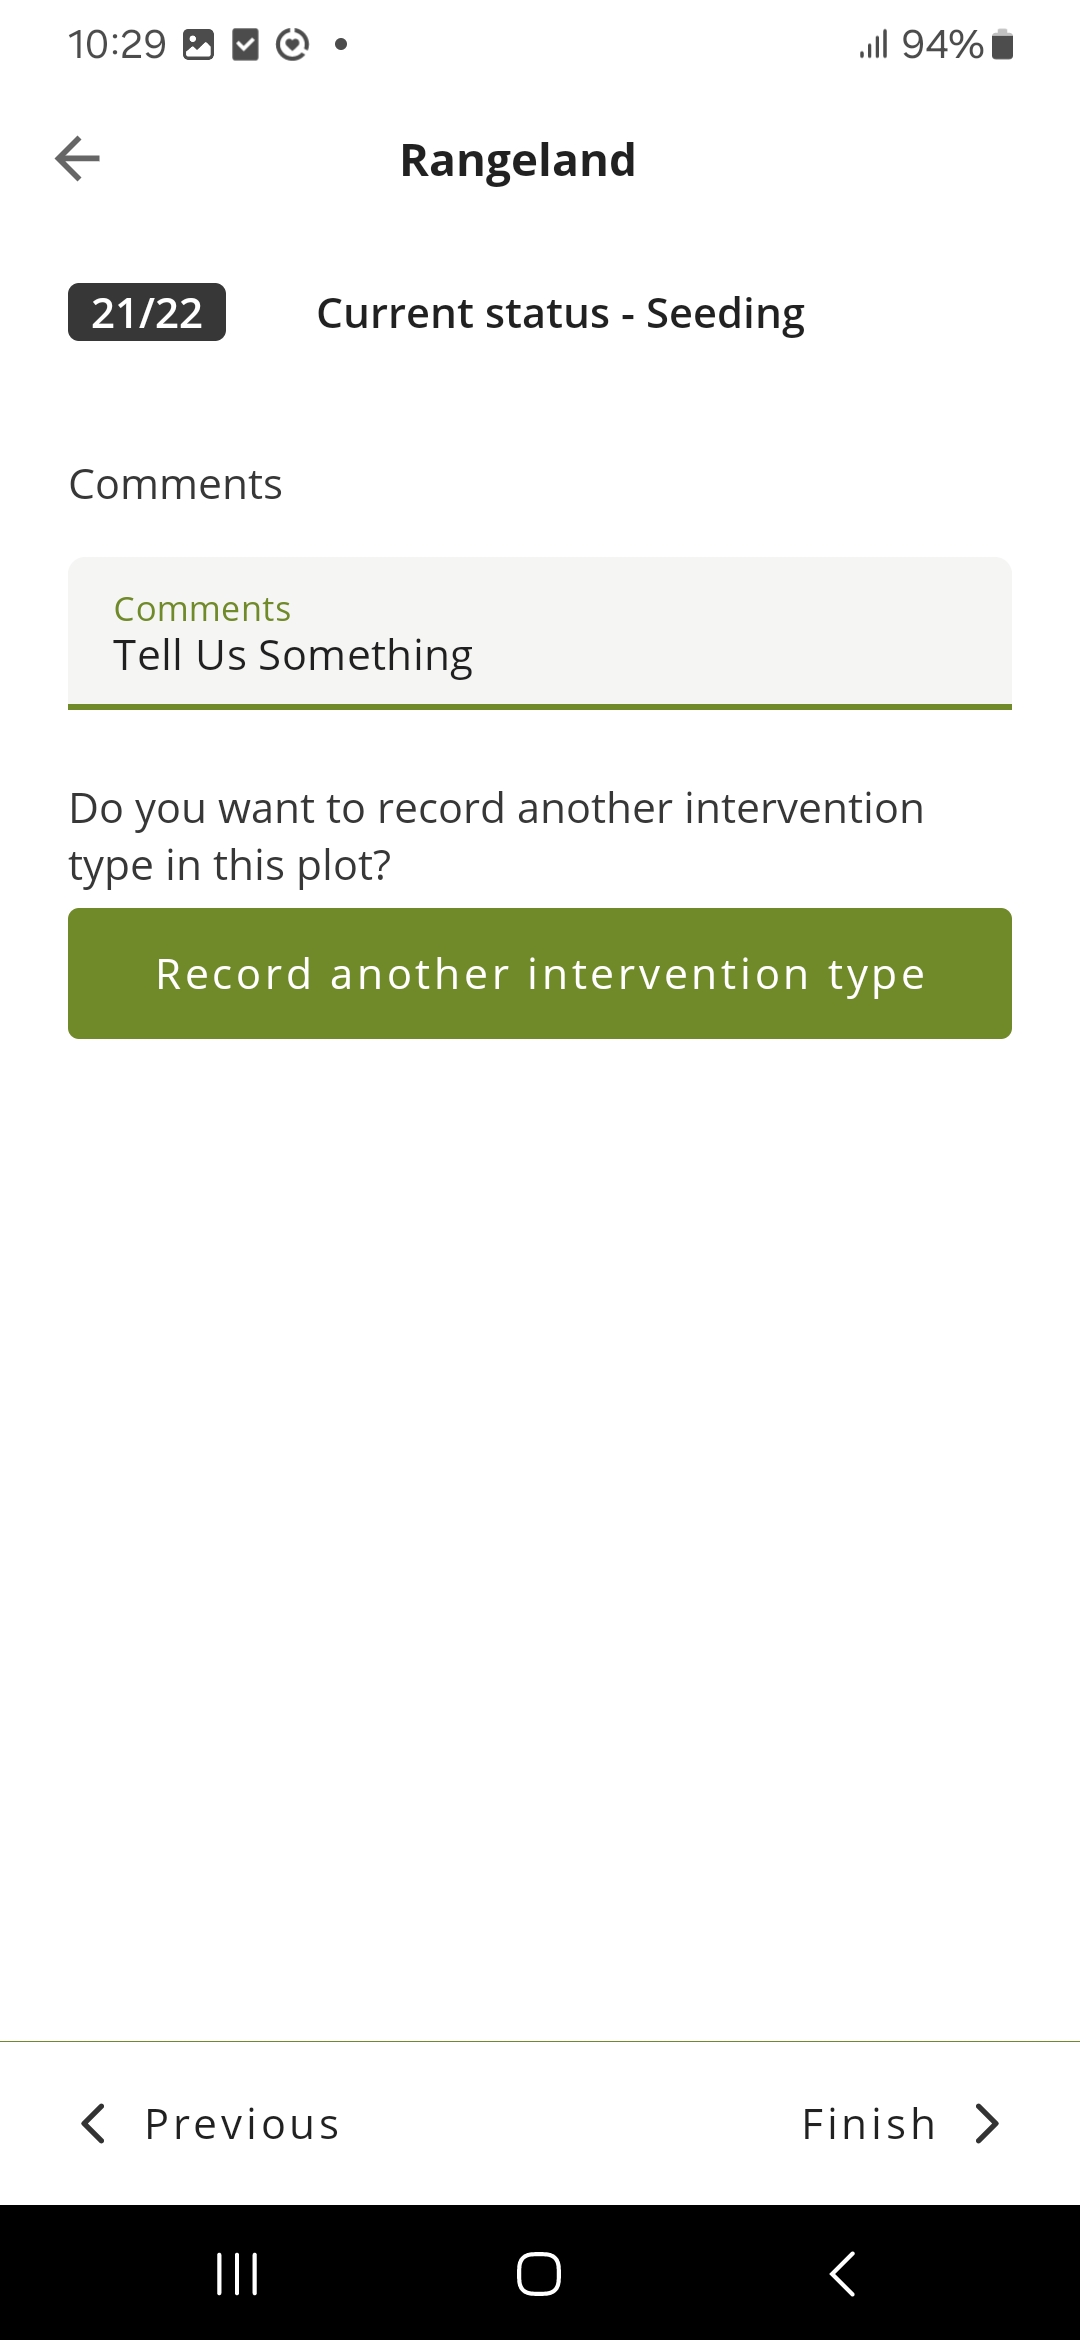 10:29
94%
Rangeland
21/22
Current status - Seeding
Comments
Comments
Tell Us Something
Do you want to record another intervention
type in this plot?
Record another intervention type
Previous
Finish